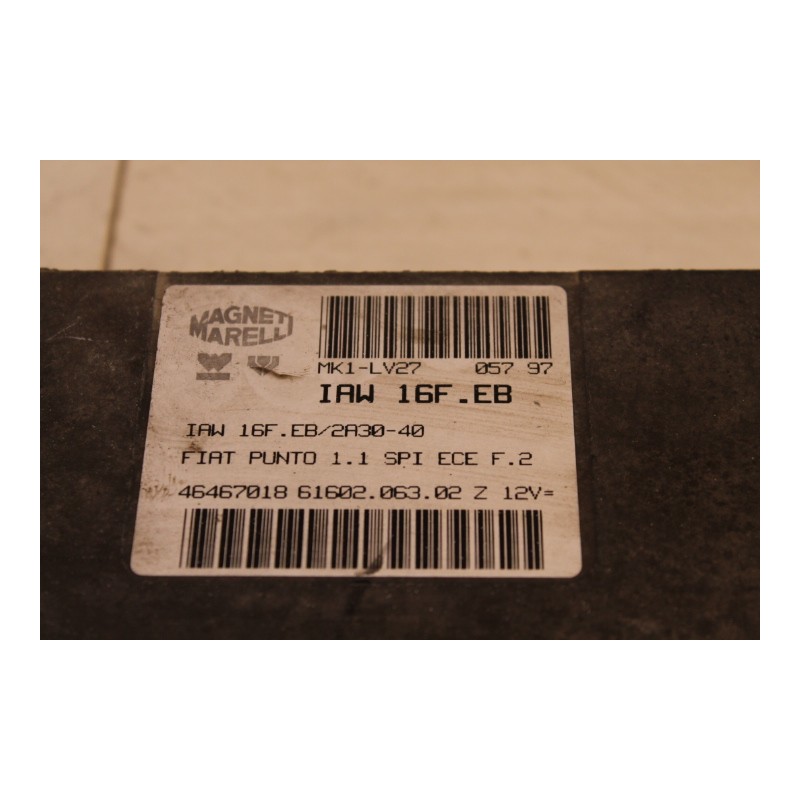 MAGNETI
MARELLI
MK1-LV27 057 97
IAW 16F.EB
IAW 16F.EB/2A30-40
FIAT PUNTO 1.1 SPI ECE F.2
46467018 61602.063.02 Z 12V=